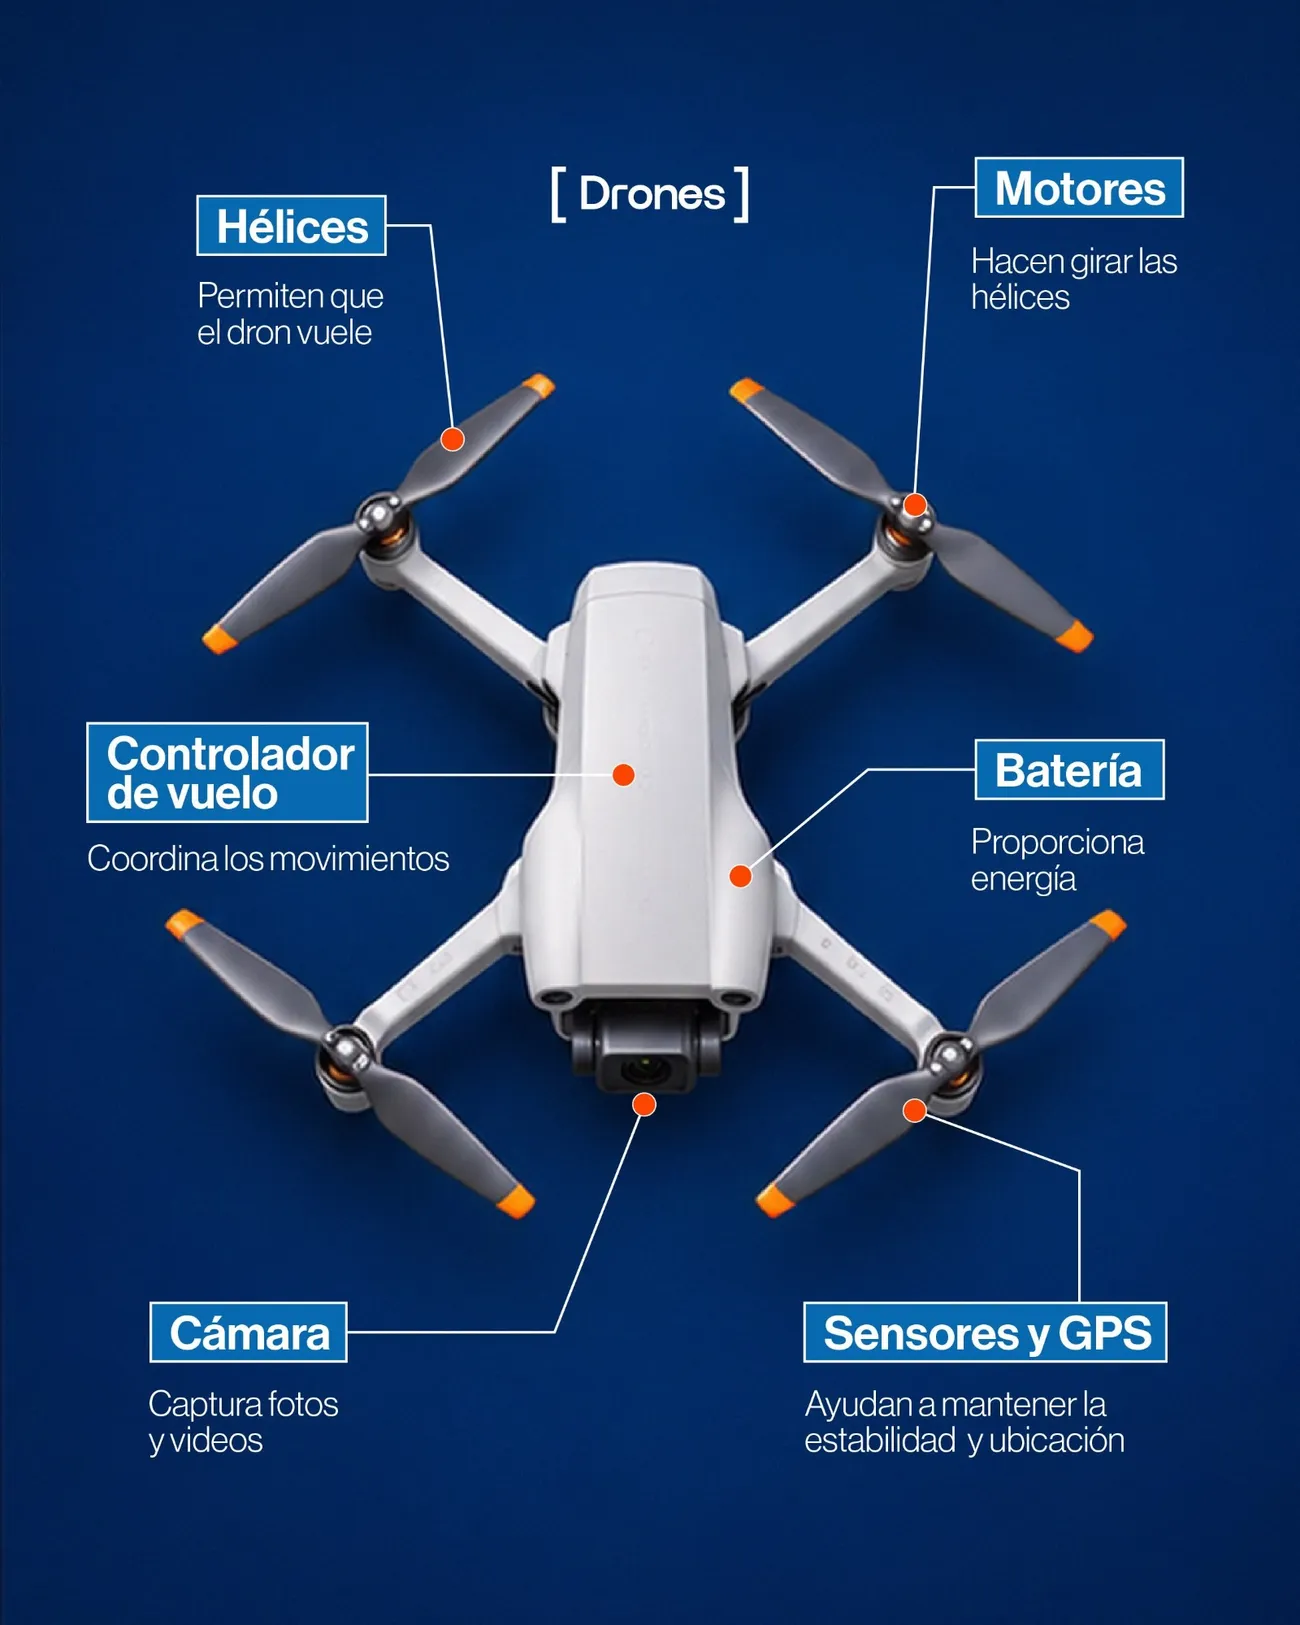 [ Drones ]
Hélices
Permiten que
el dron vuele
Motores
Hacen girar las
hélices
Controlador
de vuelo
Coordina los movimientos
Batería
Proporciona
energía
Cámara
Captura fotos
y videos
Sensores y GPS
Ayudan a mantener la
estabilidad y ubicación